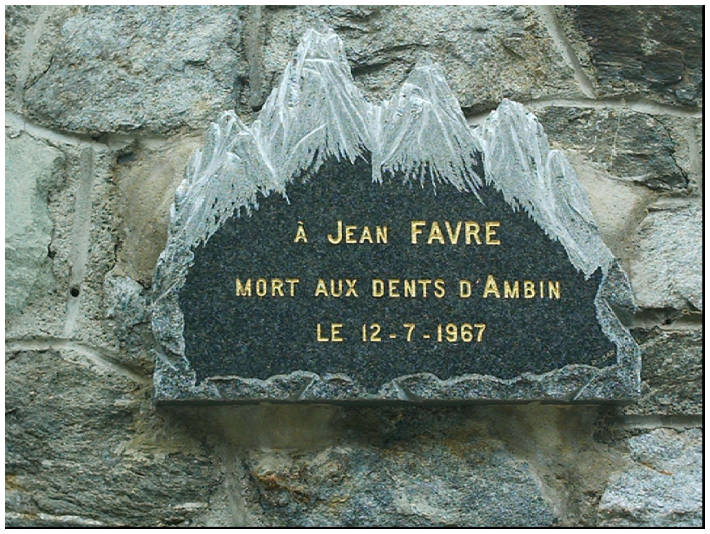 À JEAN FAVRE
MORT AUX DENTS D'AMBIN
LE 12-7-1967